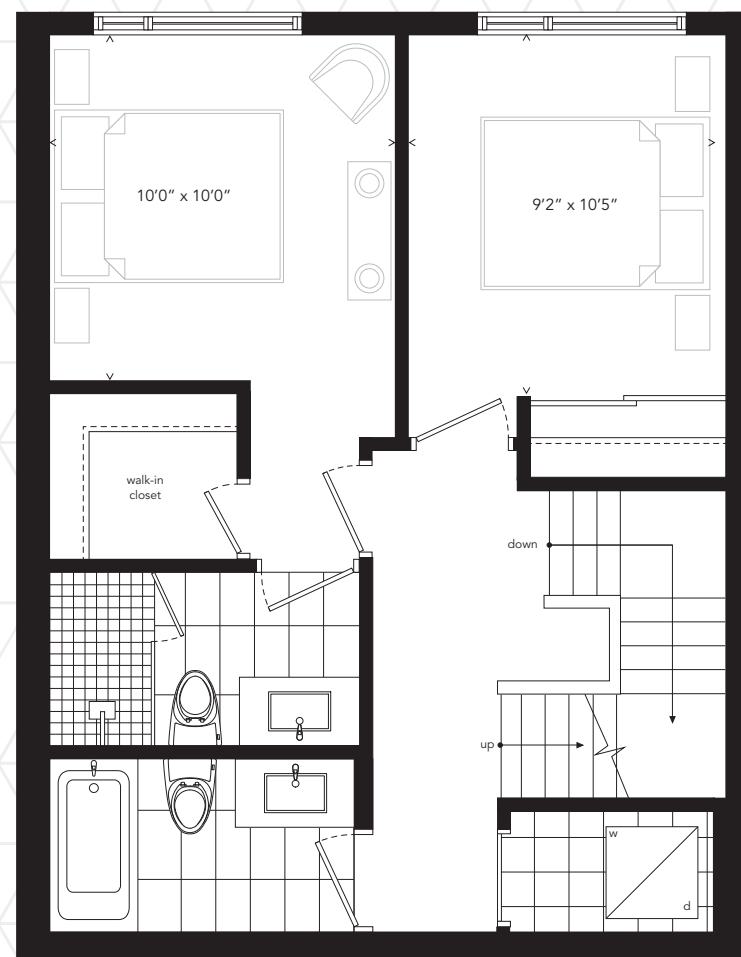 10’0” x 10’0”
9’2” x 10’5”
walk-in
closet
down
up
w
d